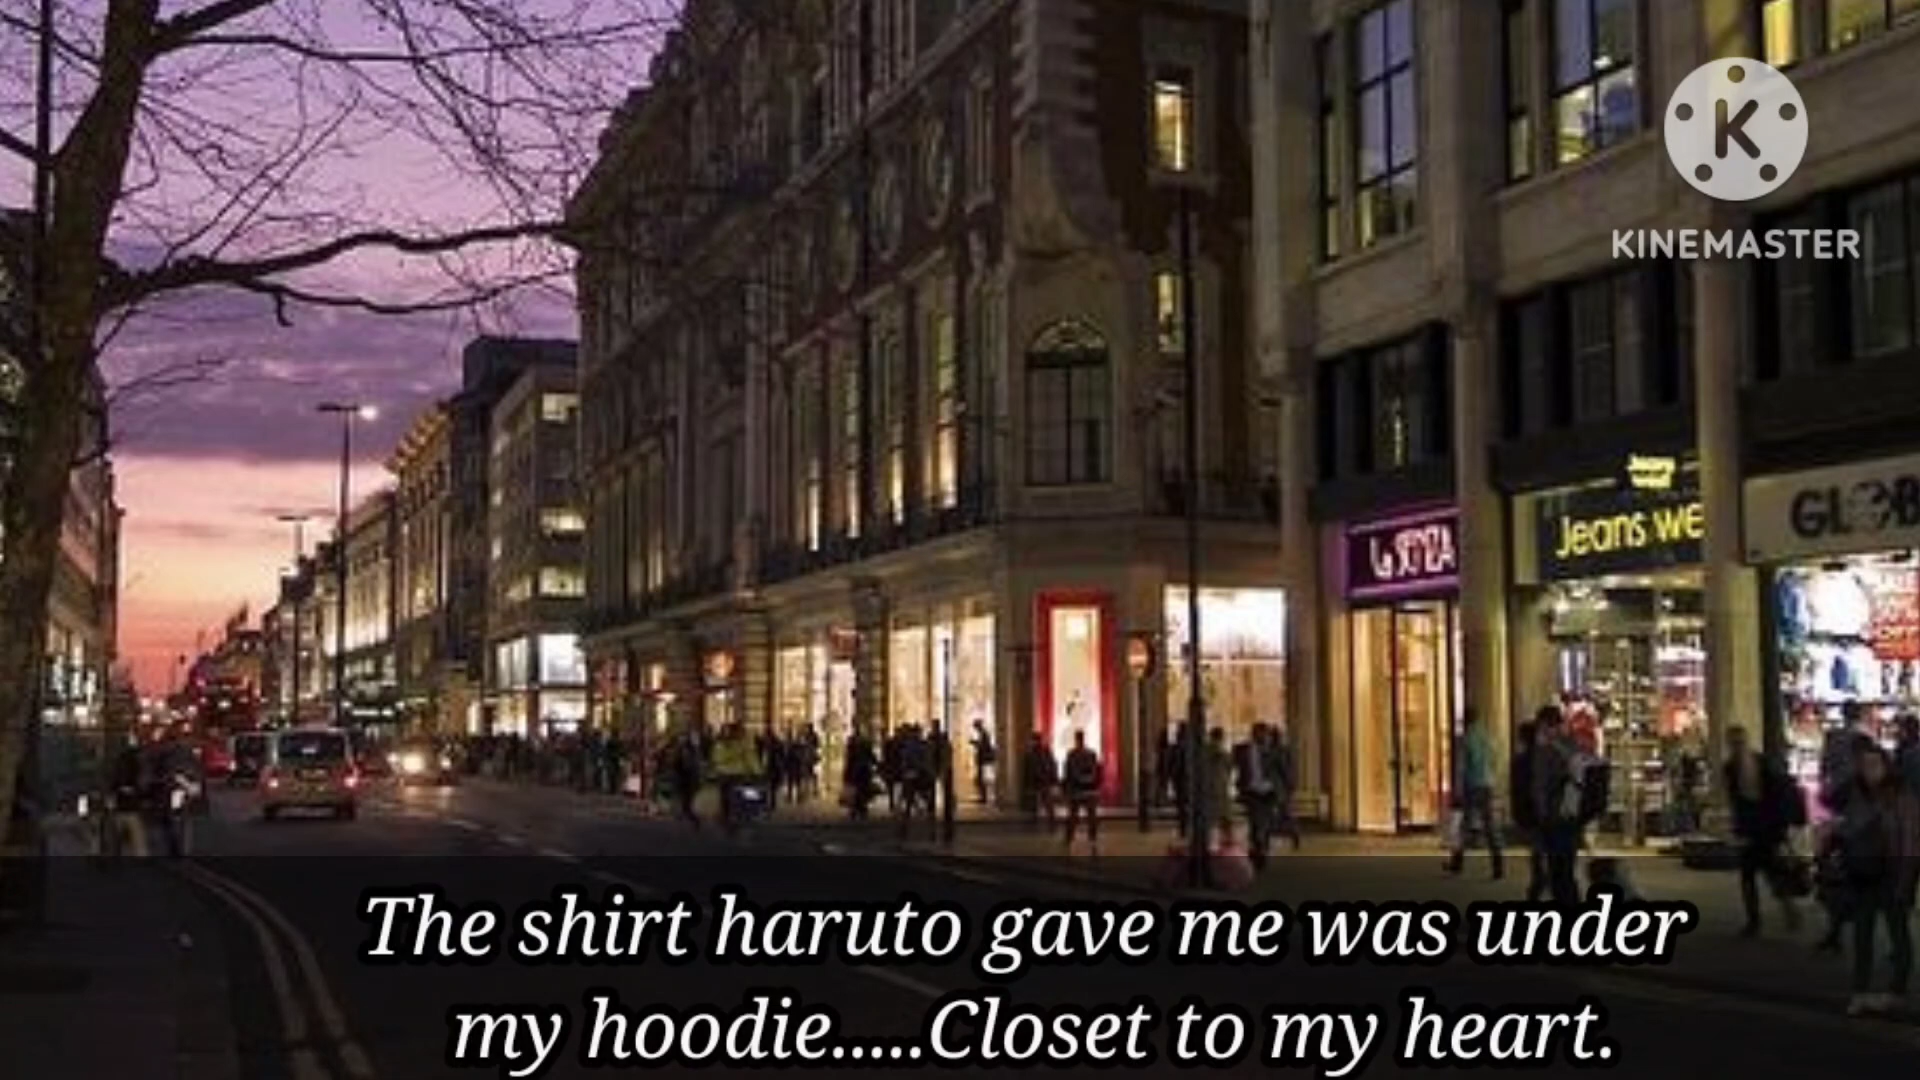 KINEMASTER
Jeans we
GLOB
The shirt haruto gave me was under
my hoodie.....Closet to my heart.